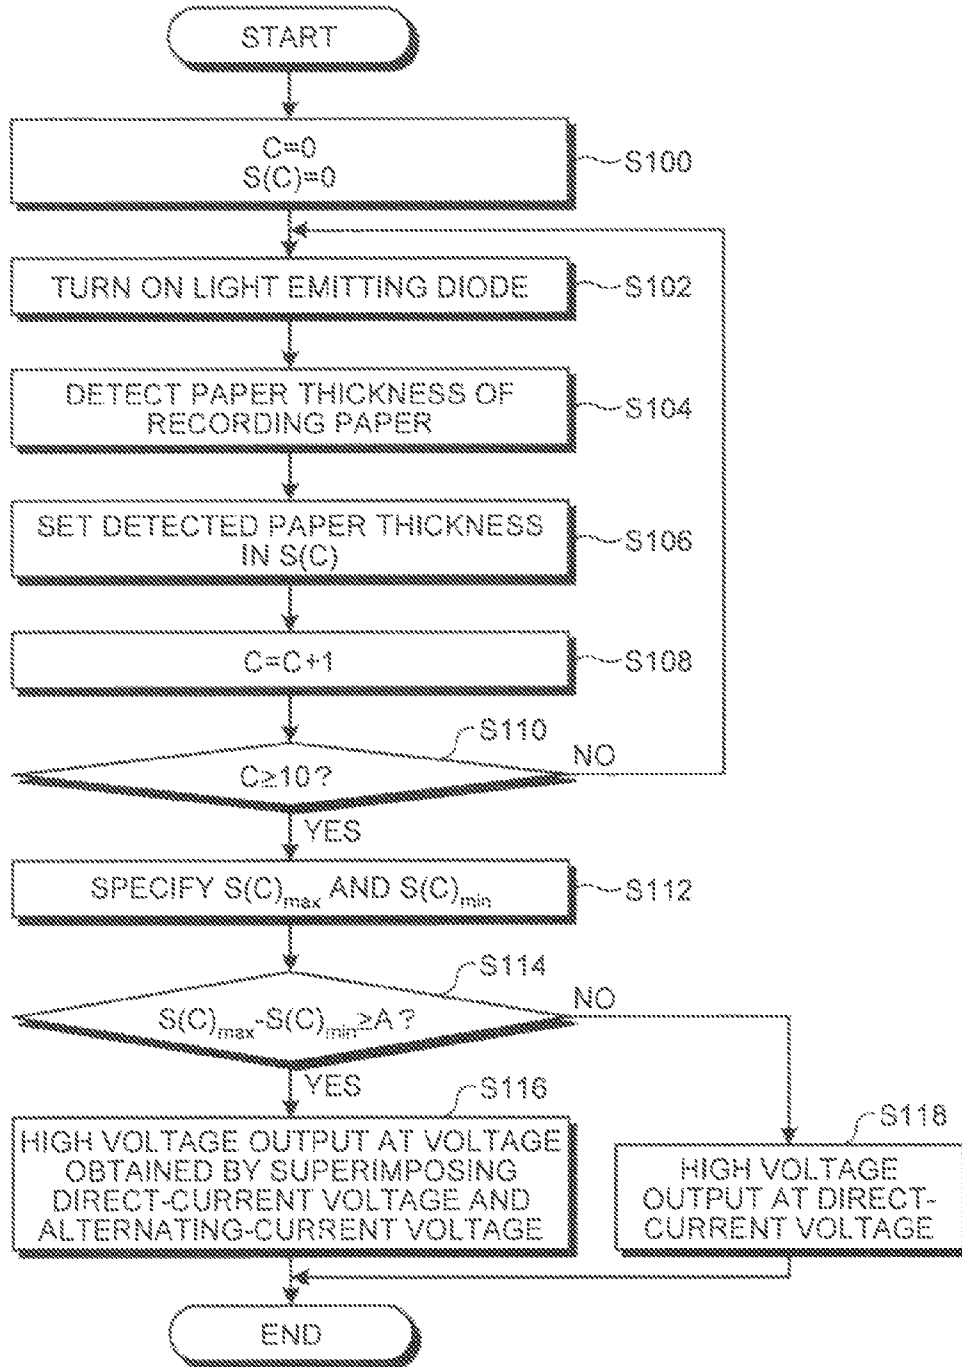 START
C=0
S(C)=0
S100
TURN ON LIGHT EMITTING DIODE
S102
DETECT PAPER THICKNESS OF
RECORDING PAPER
S104
SET DETECTED PAPER THICKNESS
IN S(C)
S106
C=C+1
S108
S110
C≥10?
NO
YES
SPECIFY S(C)max AND S(C)min
S112
S114
S(C)max-S(C)min≥A?
NO
YES
S116
HIGH VOLTAGE OUTPUT AT VOLTAGE
OBTAINED BY SUPERIMPOSING
DIRECT-CURRENT VOLTAGE AND
ALTERNATING-CURRENT VOLTAGE
S118
HIGH VOLTAGE
OUTPUT AT DIRECT-
CURRENT VOLTAGE
END